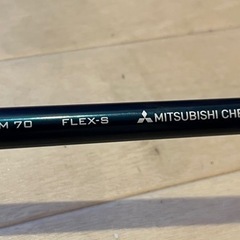 M 70 FLEX-S MITSUBISHI CHE